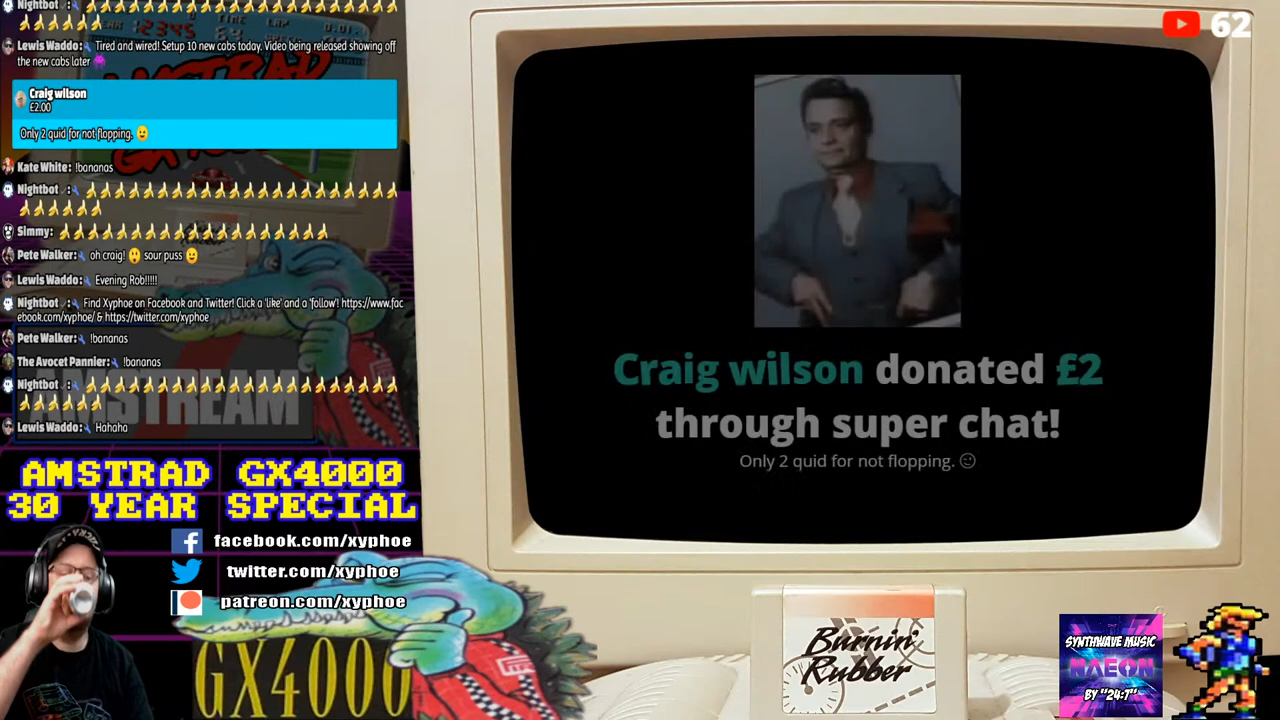 Nightbot :
Lewis Waddo: Tired and wired! Setup 10 new cabs today. Video being released showing off
the new cabs later
Craig wilson
£2.00
Only 2 quid for not flopping.
Kate White: !bananas
Nightbot :
Simmy:
Pete Walker: oh craig! sour puss
Lewis Waddo: Evening Rob!!!!!
Nightbot : Find Xyphoe on Facebook and Twitter! Click a 'like' and a 'follow'! https://www.fac
ebook.com/xyphoe/ & https://twitter.com/xyphoe
Pete Walker: !bananas
The Avocet Pannier: !bananas
Nightbot :
AMSTREAM
Lewis Waddo: Hahaha
AMSTRAD GX4000
30 YEAR SPECIAL
facebook.com/xyphoe
twitter.com/xyphoe
patreon.com/xyphoe
GX4000
62
Craig wilson donated £2
through super chat!
Only 2 quid for not flopping.
Burnin'
Rubber
SYNTHWAVE MUSIC
NAEON
BY "24:7"